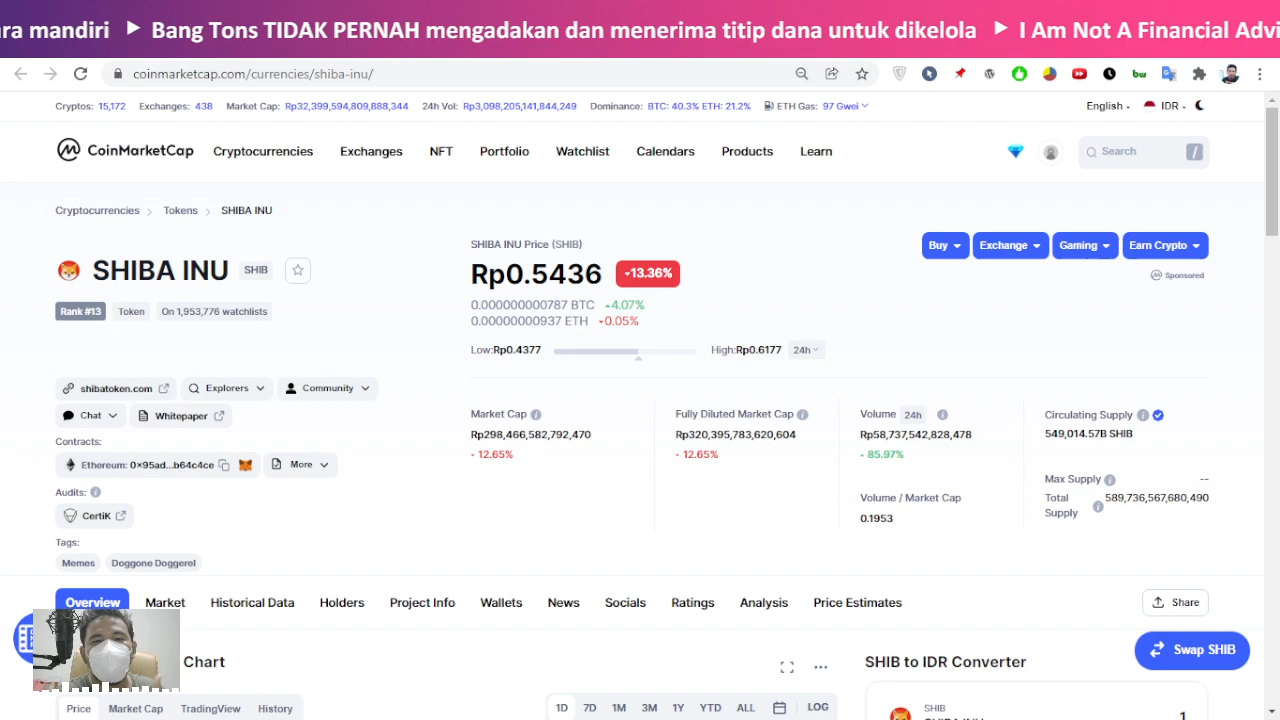 ra mandiri ▶ Bang Tons TIDAK PERNAH mengadakan dan menerima titip dana untuk dikelola ▶ I Am Not A Financial Advi
coinmarketcap.com/currencies/shiba-inu/
Cryptos: 15,172 Exchanges: 438 Market Cap: Rp32,399,594,809,888,344 24h Vol: Rp3,098,205,141,844,249 Dominance: BTC: 40.3% ETH: 21.2% ETH Gas: 97 Gwei English IDR
CoinMarketCap Cryptocurrencies Exchanges NFT Portfolio Watchlist Calendars Products Learn Search /
Cryptocurrencies > Tokens > SHIBA INU
SHIBA INU Price (SHIB)
Buy Exchange Gaming Earn Crypto
SHIBA INU SHIB
Rp0.5436 -13.36%
Sponsored
0.000000000787 BTC 4.07%
Rank #13 Token On 1,953,776 watchlists
0.00000000937 ETH 0.05%
Low:Rp0.4377 High:Rp0.6177 24h
shibatoken.com Explorers Community
Chat Whitepaper
Contracts:
Ethereum: 0x95ad...b64c4ce More
Audits:
CertiK
Tags:
Memes Doggone Doggerel
Market Cap
Rp298,466,582,792,470
12.65%
Fully Diluted Market Cap
Rp320,395,783,620,604
12.65%
Volume 24h
Rp58,737,542,828,478
85.97%
Volume / Market Cap
0.1953
Circulating Supply
549,014.57B SHIB
Max Supply --
Total Supply 589,736,567,680,490
Overview Market Historical Data Holders Project Info Wallets News Socials Ratings Analysis Price Estimates Share
Chart
SHIB to IDR Converter
Swap SHIB
Price Market Cap TradingView History
1D 7D 1M 3M 1Y YTD ALL LOG
SHIB
1